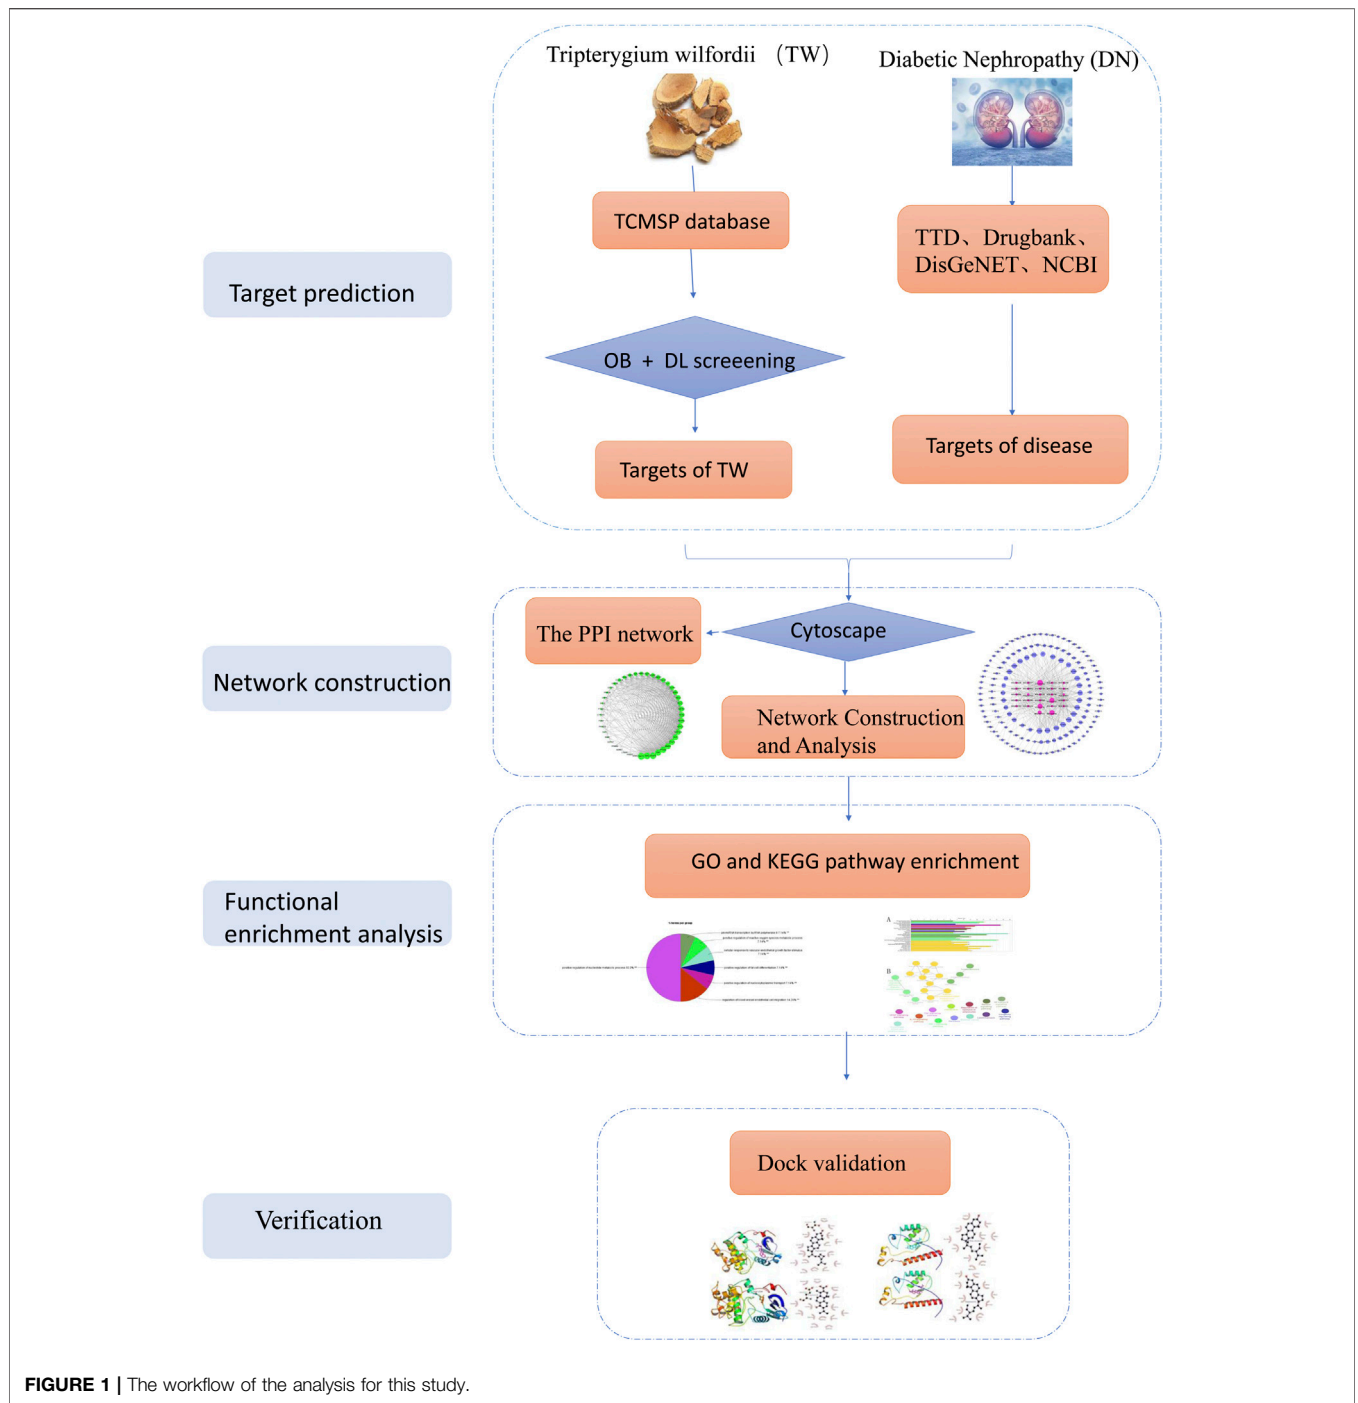 Tripterygium wilfordii （TW）
Diabetic Nephropathy (DN)
TCMSP database
TTD、Drugbank、
DisGeNET、NCBI
Target prediction
OB + DL screeening
Targets of TW
Targets of disease
The PPI network
Cytoscape
Network construction
Network Construction
and Analysis
GO and KEGG pathway enrichment
Functional
enrichment analysis
A
B
Dock validation
Verification
FIGURE 1 | The workflow of the analysis for this study.